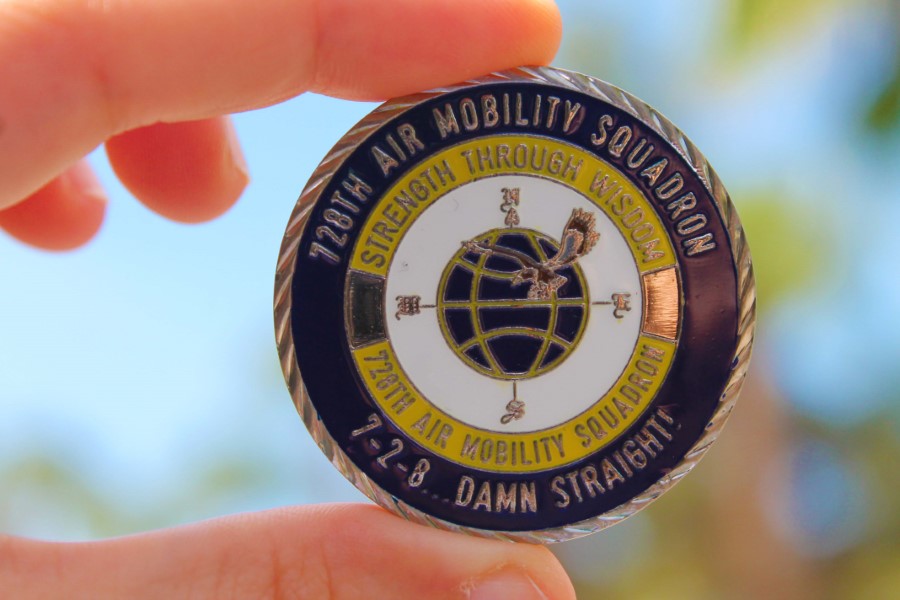 728TH AIR MOBILITY SQUADRON
STRENGTH THROUGH WISDOM
N
W
E
S
728TH AIR MOBILITY SQUADRON
7-2-8....DAMN STRAIGHT!